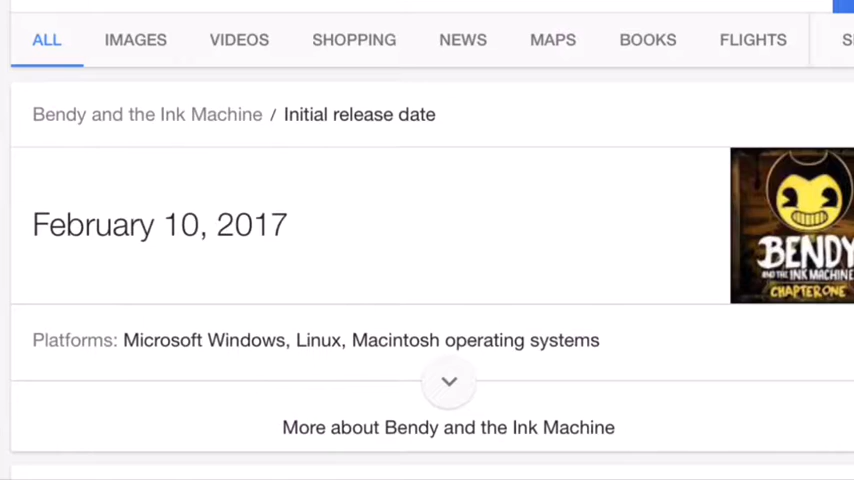 ALL IMAGES VIDEOS SHOPPING NEWS MAPS BOOKS FLIGHTS
Bendy and the Ink Machine / Initial release date
February 10, 2017
BENDY
AND THE INK MACHINE
CHAPTER ONE
Platforms: Microsoft Windows, Linux, Macintosh operating systems
More about Bendy and the Ink Machine